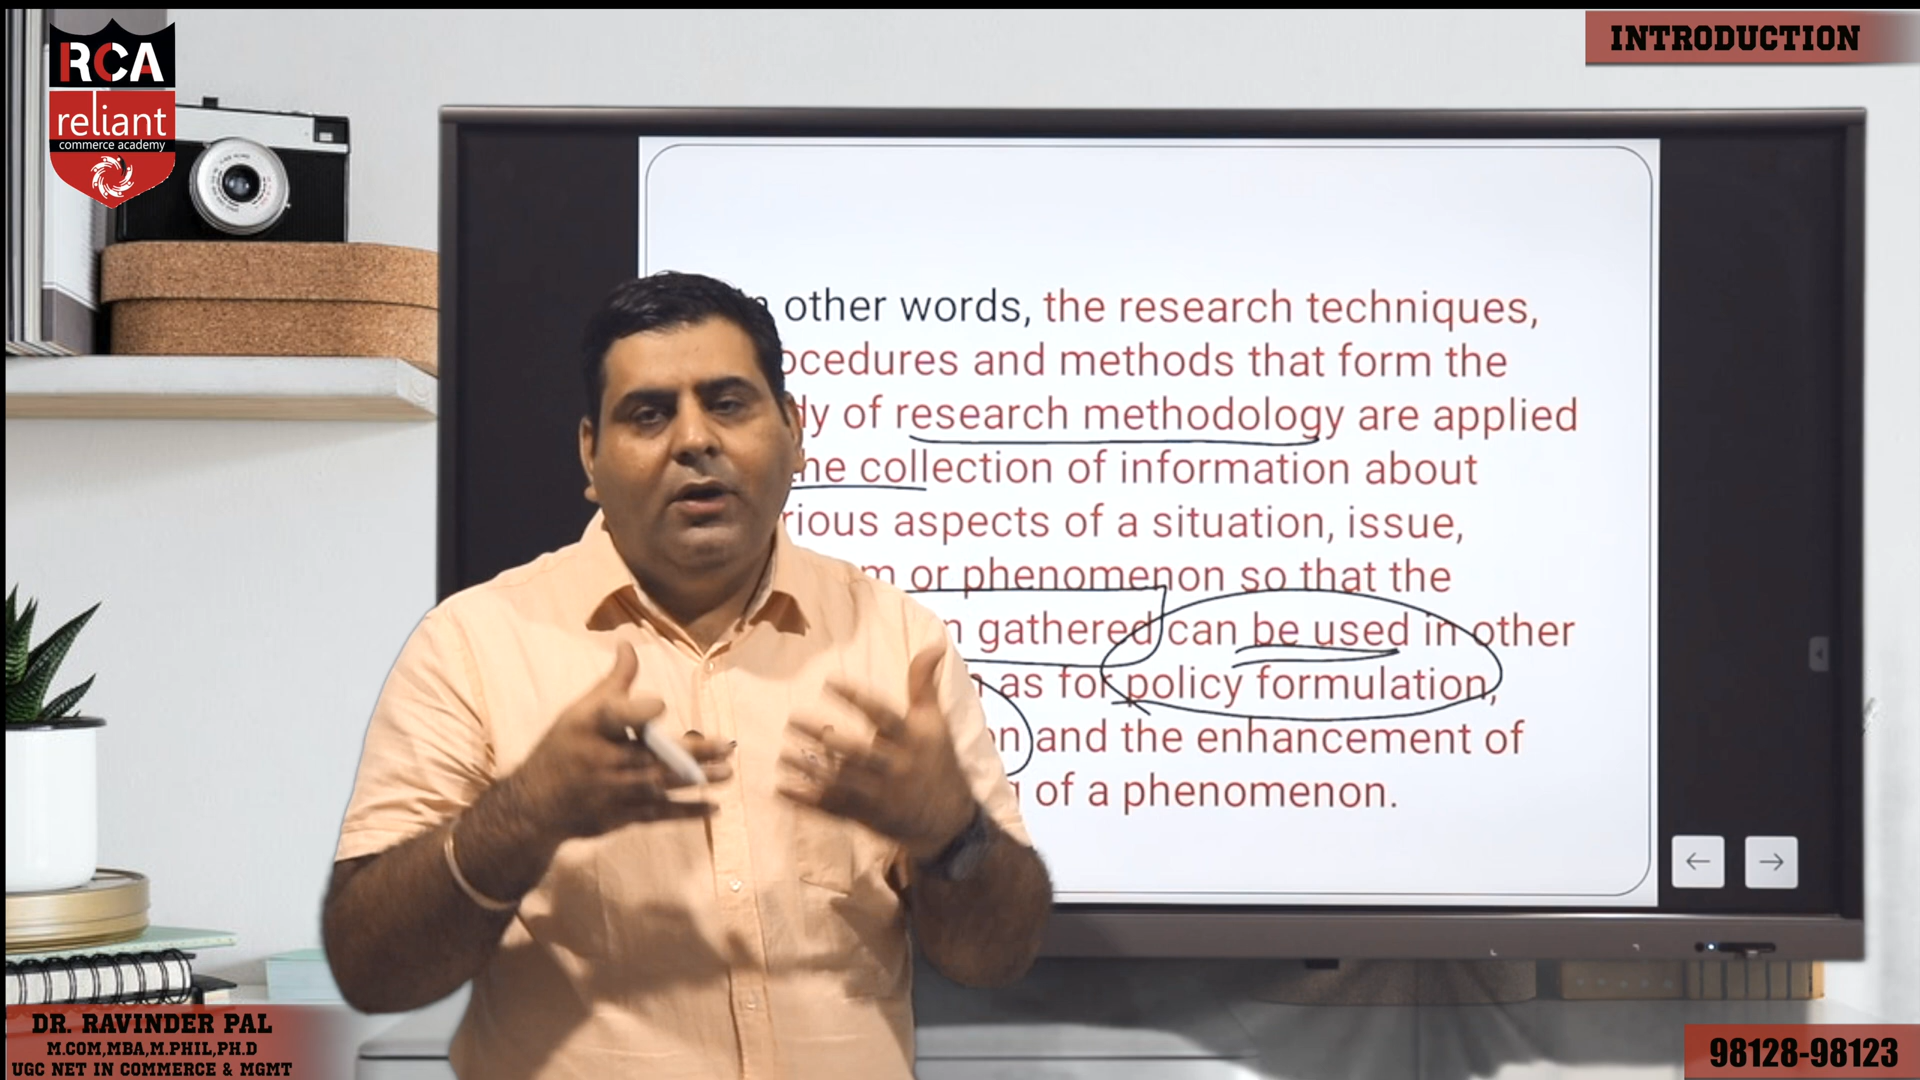 RCA
reliant
commerce academy
INTRODUCTION
other words, the research techniques,
ocedures and methods that form the
dy of research methodology are applied
he collection of information about
rious aspects of a situation, issue,
m or phenomenon so that the
n gathered can be used in other
as for policy formulation,
on and the enhancement of
of a phenomenon.
DR. RAVINDER PAL
M.COM,MBA,M.PHIL,PH.D
UGC NET IN COMMERCE & MGMT
98128-98123